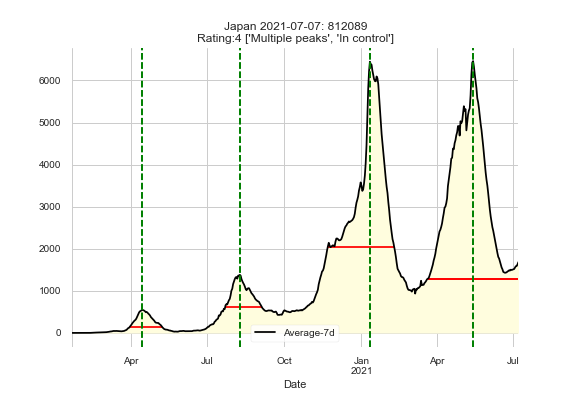 Japan 2021-07-07: 812089
Rating:4 ['Multiple peaks', 'In control']
6000
5000
4000
3000
2000
1000
0
Average-7d
Apr
Jul
Oct
Jan
2021
Apr
Jul
Date